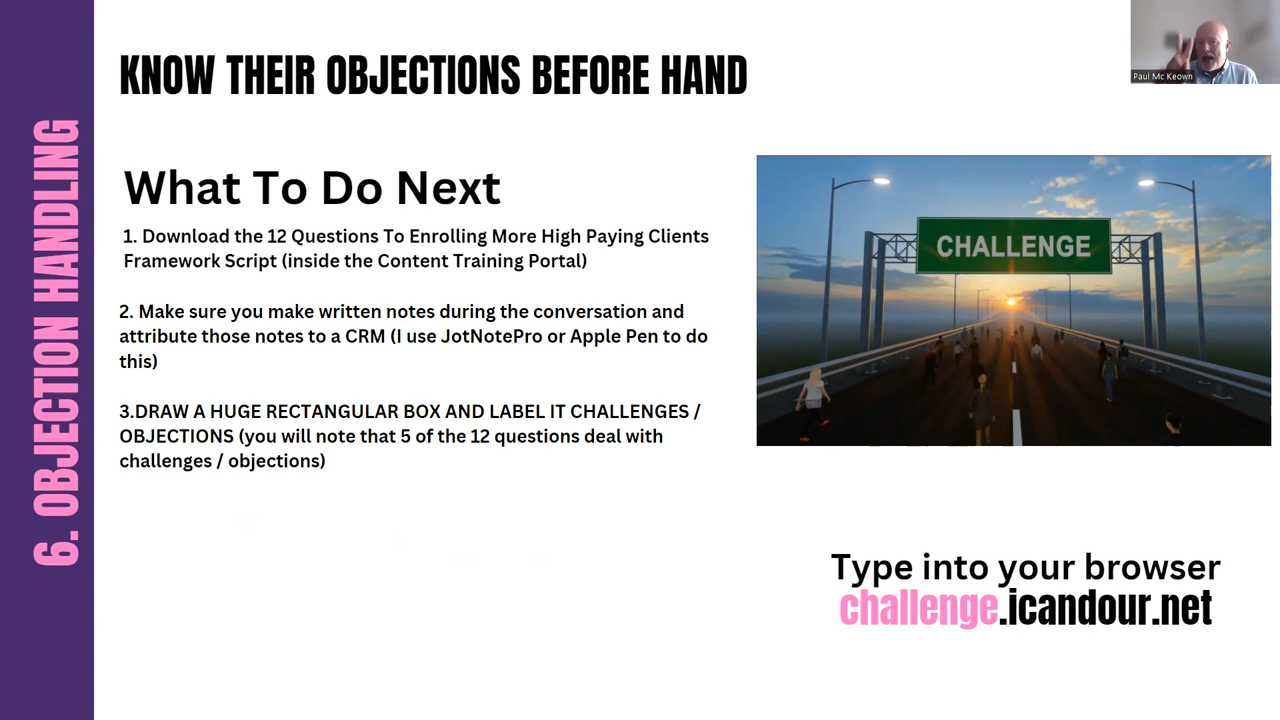 6. OBJECTION HANDLING
KNOW THEIR OBJECTIONS BEFORE HAND
Paul Mc Keown
What To Do Next
1. Download the 12 Questions To Enrolling More High Paying Clients
Framework Script (inside the Content Training Portal)
2. Make sure you make written notes during the conversation and
attribute those notes to a CRM (I use JotNotePro or Apple Pen to do
this)
3.DRAW A HUGE RECTANGULAR BOX AND LABEL IT CHALLENGES /
OBJECTIONS (you will note that 5 of the 12 questions deal with
challenges / objections)
CHALLENGE
Type into your browser
challenge.icandour.net